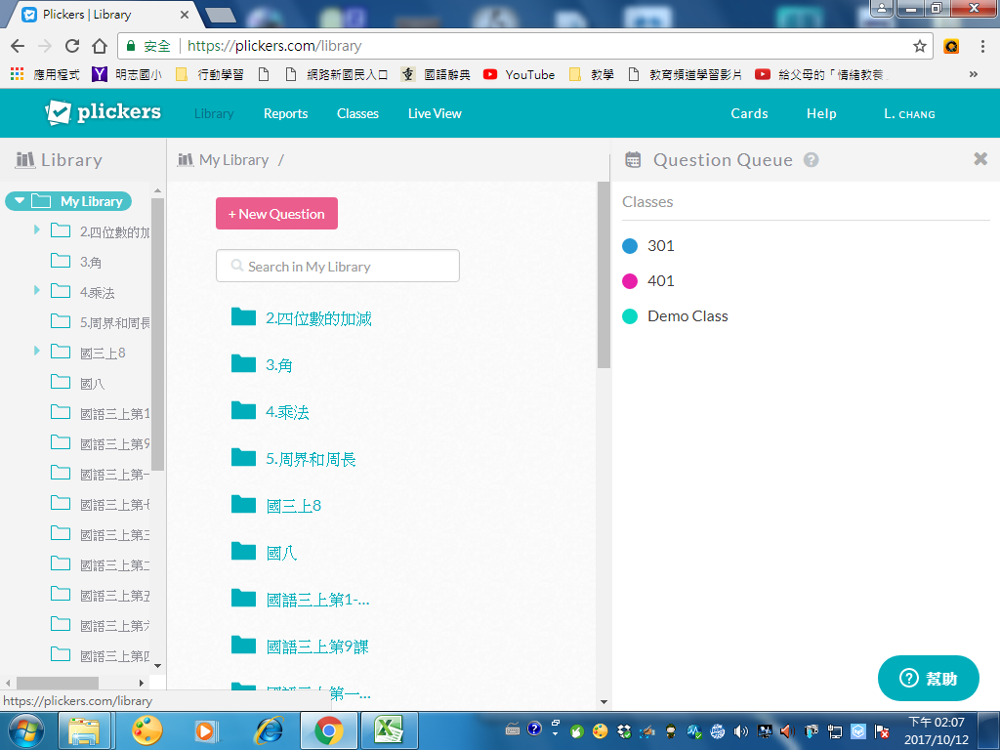 Plickers | Library
安全 https://plickers.com/library
應用程式 明志國小 行動學習 網路新國民入口 國語辭典 YouTube 教學 教育頻道學習影片 給父母的「情緒教養
plickers Library Reports Classes Live View Cards Help L. CHANG
Library
My Library /
Question Queue
My Library
2.四位數的加
3.角
4.乘法
5.周界和周長
國三上8
國八
國語三上第1
國語三上第9
國語三上第一
國語三上第七
國語三上第三
國語三上第二
國語三上第五
國語三上第六
國語三上第四
+ New Question
Search in My Library
2.四位數的加減
3.角
4.乘法
5.周界和周長
國三上8
國八
國語三上第1-...
國語三上第9課
國語三上第一...
Classes
301
401
Demo Class
幫助
https://plickers.com/library
下午 02:07
2017/10/12